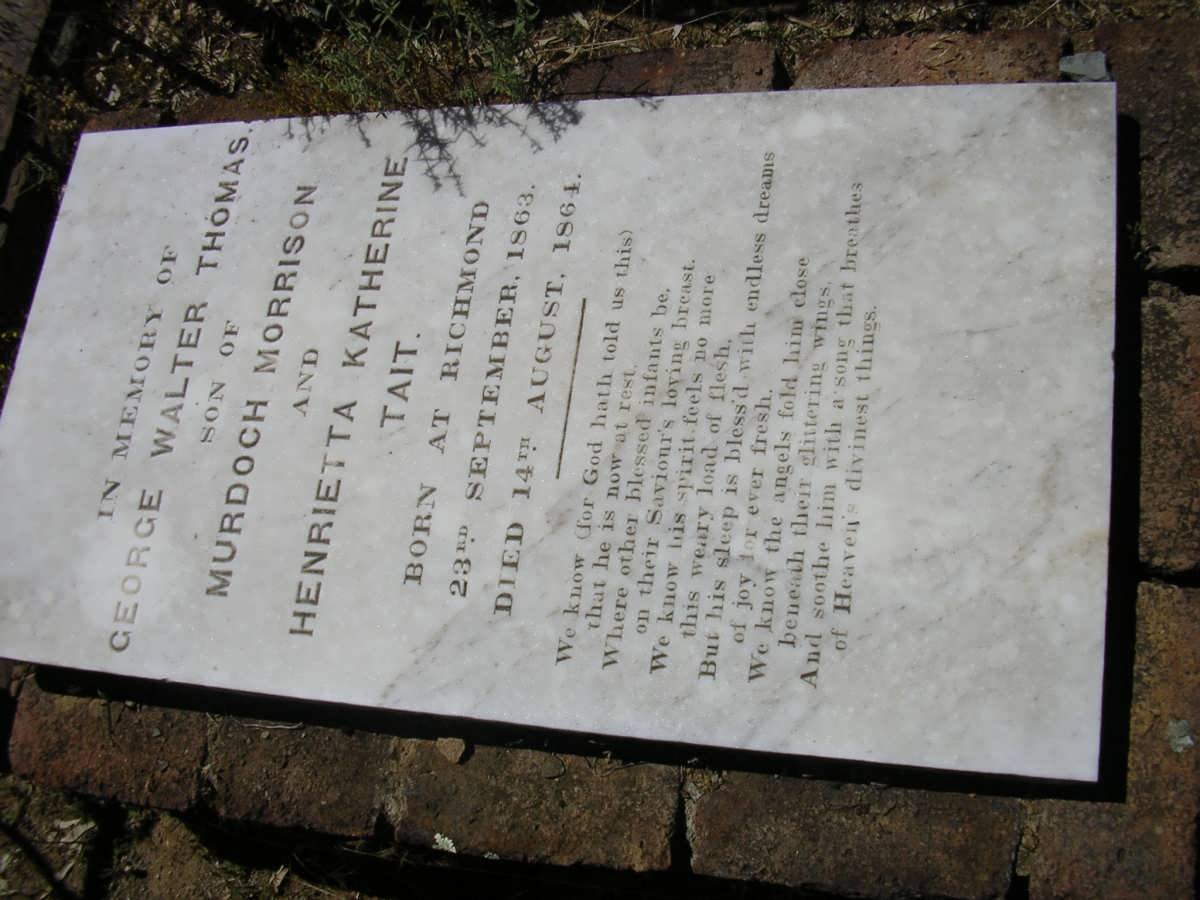 IN MEMORY OF
GEORGE WALTER THOMAS,
SON OF
MURDOCH MORRISON
AND
HENRIETTA KATHERINE
TAIT.
BORN AT RICHMOND
23RD SEPTEMBER, 1863.
DIED 14TH AUGUST, 1864.
We know (for God hath told us this)
that he is now at rest,
Where other blessed infants be,
on their Saviour's loving breast.
We know his spirit feels no more
this weary load of flesh,
But his sleep is bless'd with endless dreams
of joy for ever fresh.
We know the angels fold him close
beneath their glittering wings,
And soothe him with a song that breathes
of Heaven's divinest things.